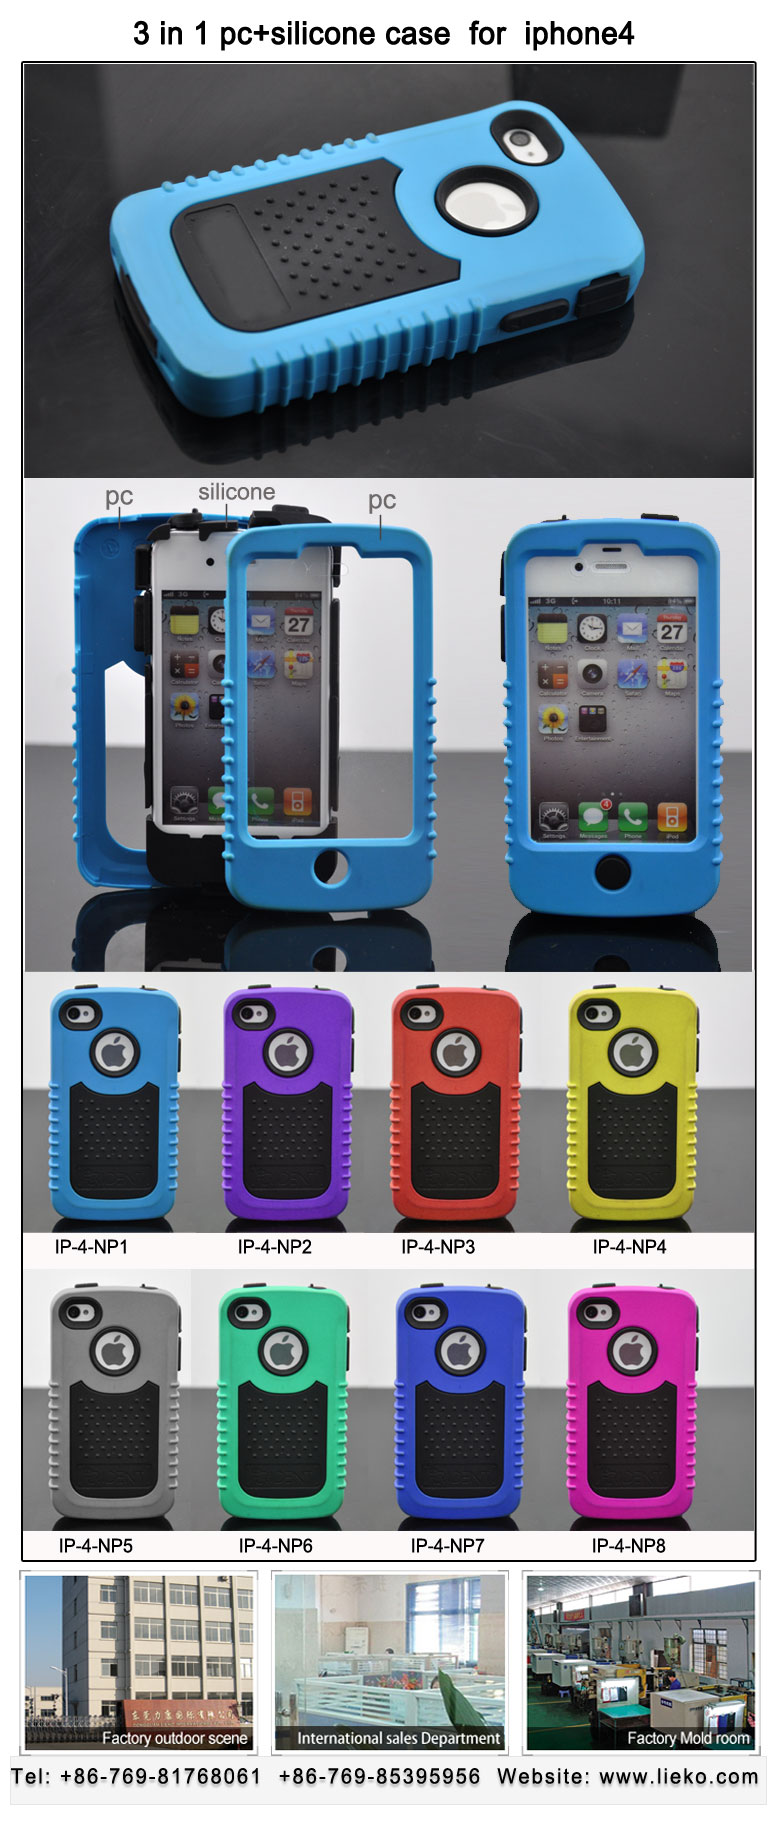 3 in 1 pc+silicone case for iphone4
pc
silicone
pc
IP-4-NP1
IP-4-NP2
IP-4-NP3
IP-4-NP4
IP-4-NP5
IP-4-NP6
IP-4-NP7
IP-4-NP8
Factory outdoor scene
International sales Department
Factory Mold room
Tel: +86-769-81768061 +86-769-85395956 Website: www.lieko.com